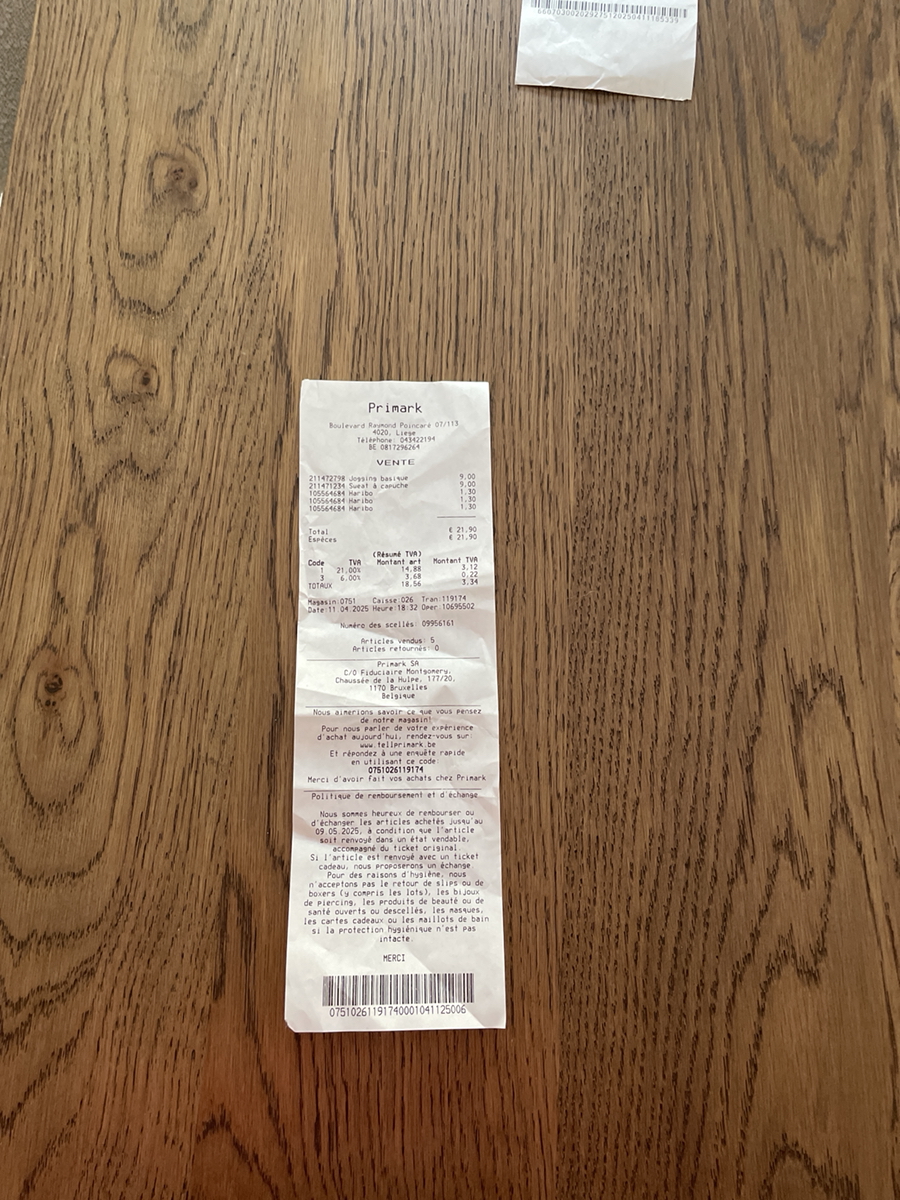 660703002029275120250411185339
Primark
Boulevard Raymond Poincaré 07/113
4020, Liege
Téléphone: 043422194
BE 0817296264
VENTE
211472798 Jogging basique 9,00
211471234 Sweat à capuche 9,00
105564684 Haribo 1,30
105564684 Haribo 1,30
105564684 Haribo 1,30
Total € 21,90
Espèces € 21,90
(Résumé TVA)
Code TVA Montant art Montant TVA
1 21,00% 14,88 3,12
3 6,00% 3,68 0,22
TOTAUX 18,56 3,34
Magasin:0751 Caisse:026 Tran:119174
Date:11.04.2025 Heure:18:32 Oper:10695502
Numéro des scellés: 09956161
Articles vendus: 5
Articles retournés: 0
Primark SA
C/O Fiduciaire Montgomery,
Chaussée de la Hulpe, 177/20,
1170 Bruxelles
Belgique
Nous aimerions savoir ce que vous pensez
de notre magasin!
Pour nous parler de votre expérience
d'achat aujourd'hui, rendez-vous sur:
www.tellprimark.be
Et répondez à une enquête rapide
en utilisant ce code
0751026119174
Merci d'avoir fait vos achats chez Primark
Politique de remboursement et d'échange
Nous sommes heureux de rembourser ou
d'échanger les articles achetés jusqu'au
09.05.2025, à condition que l'article
soit renvoyé dans un état vendable,
accompagné du ticket original.
Si l'article est renvoyé avec un ticket
cadeau, nous proposerons un échange.
Pour des raisons d'hygiène, nous
n'acceptons pas le retour de slips ou de
boxers (y compris les lots), les bijoux
de piercing, les produits de beauté ou de
santé ouverts ou descellés, les masques,
les cartes cadeaux ou les maillots de bain
si la protection hygiénique n'est pas
intacte.
MERCI
0751026119174000104112​5006